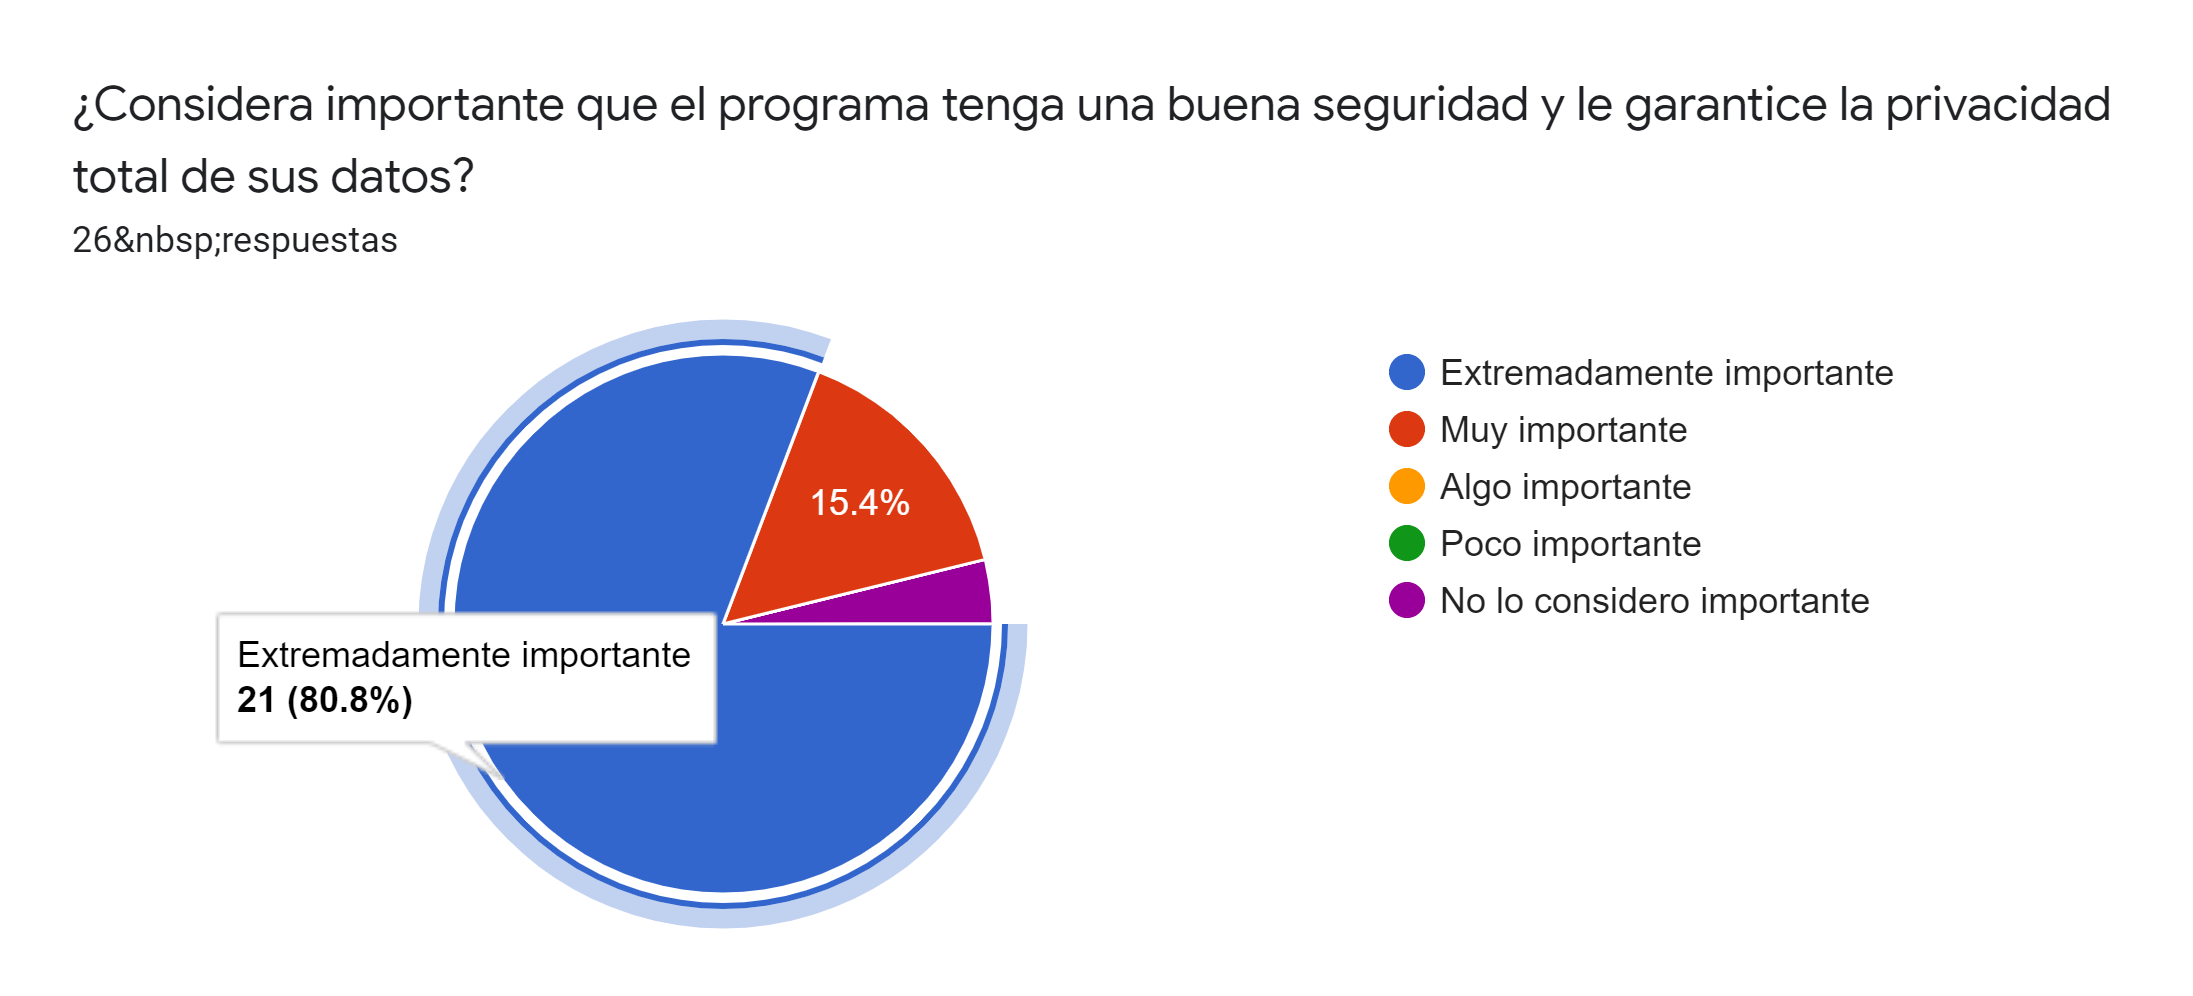 ¿Considera importante que el programa tenga una buena seguridad y le garantice la privacidad
total de sus datos?
26&nbsp;respuestas
15.4%
Extremadamente importante
21 (80.8%)
Extremadamente importante
Muy importante
Algo importante
Poco importante
No lo considero importante